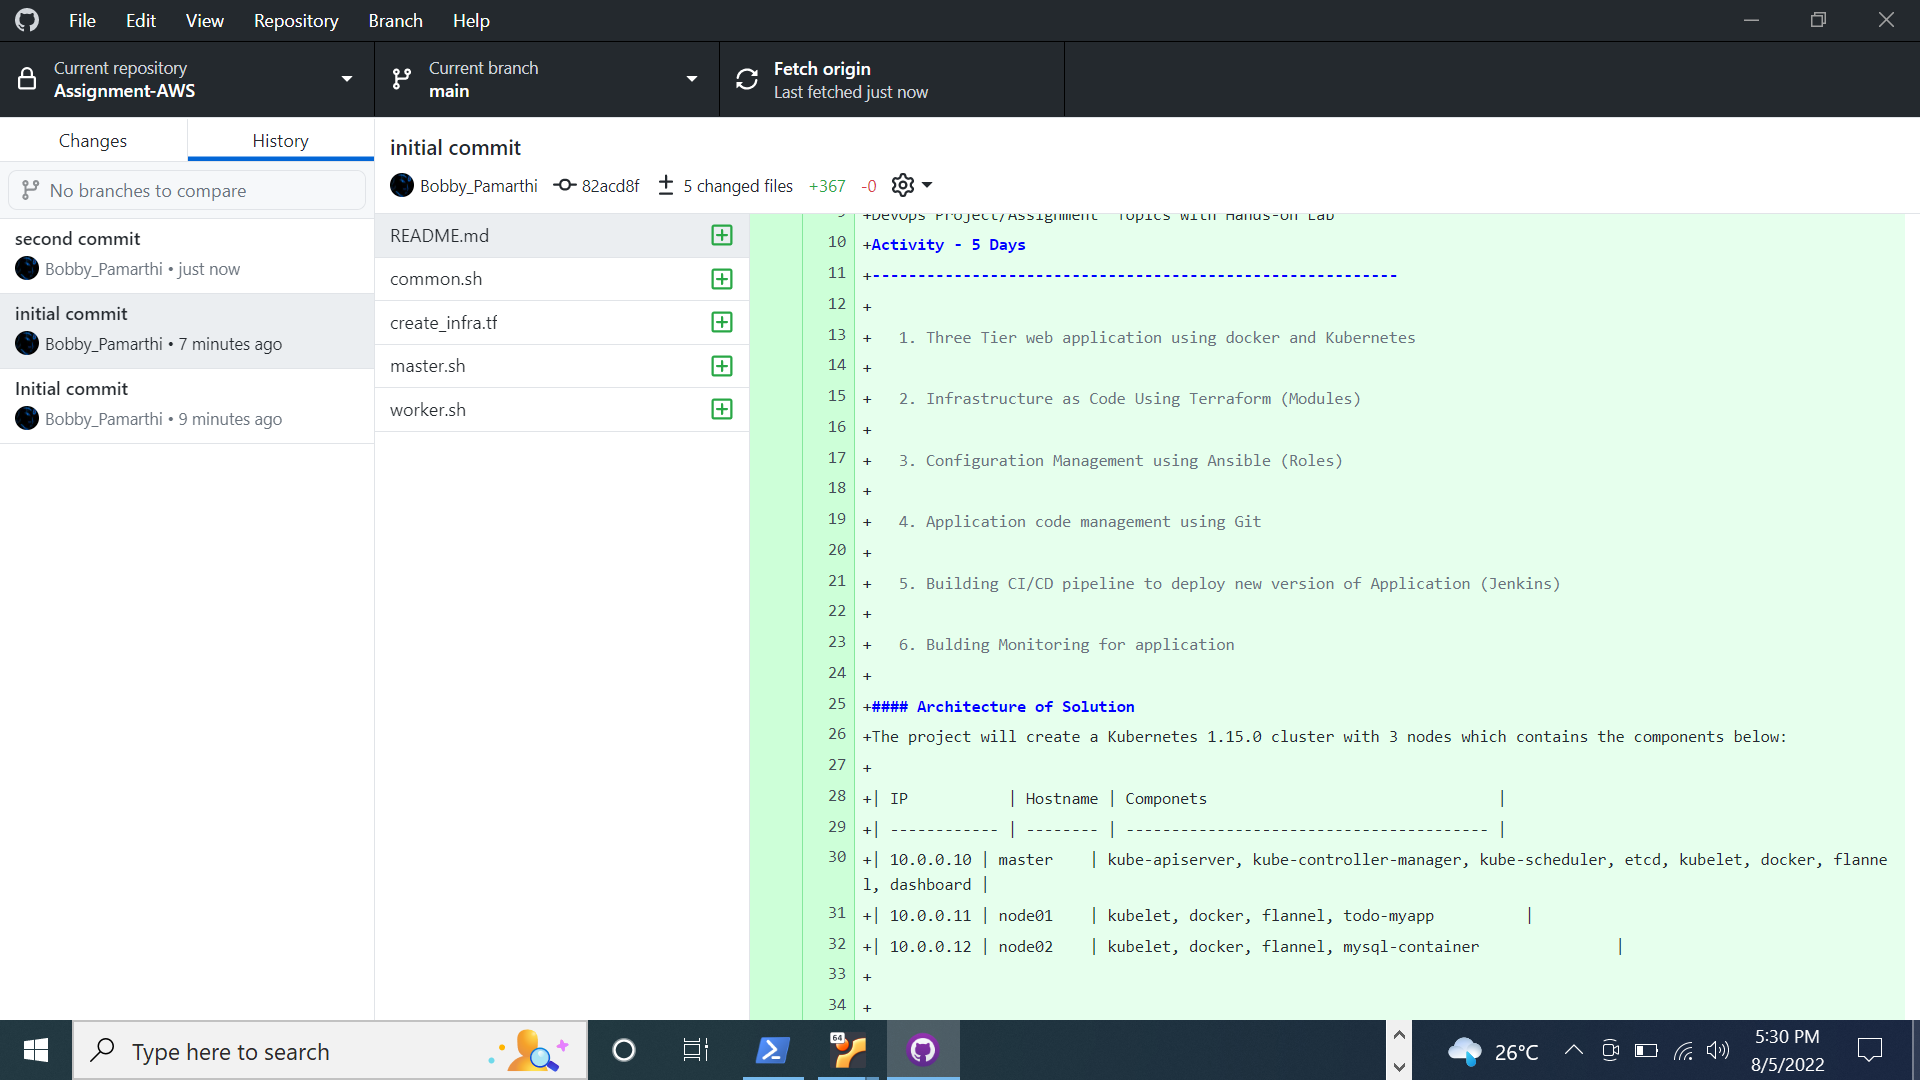 File Edit View Repository Branch Help
Current repository
Assignment-AWS
Current branch
main
Fetch origin
Last fetched just now
Changes
History
No branches to compare
second commit
Bobby_Pamarthi • just now
initial commit
Bobby_Pamarthi • 7 minutes ago
Initial commit
Bobby_Pamarthi • 9 minutes ago
initial commit
Bobby_Pamarthi 82acd8f 5 changed files +367 -0
README.md
common.sh
create_infra.tf
master.sh
worker.sh
9 +DevOps Project/Assignment Topics with Hands-on Lab
10 +Activity - 5 Days
11 +----------------------------------------------------------
12 +
13 + 1. Three Tier web application using docker and Kubernetes
14 +
15 + 2. Infrastructure as Code Using Terraform (Modules)
16 +
17 + 3. Configuration Management using Ansible (Roles)
18 +
19 + 4. Application code management using Git
20 +
21 + 5. Building CI/CD pipeline to deploy new version of Application (Jenkins)
22 +
23 + 6. Bulding Monitoring for application
24 +
25 +#### Architecture of Solution
26 +The project will create a Kubernetes 1.15.0 cluster with 3 nodes which contains the components below:
27 +
28 +| IP | Hostname | Componets |
29 +| ------------ | -------- | ---------------------------------------- |
30 +| 10.0.0.10 | master | kube-apiserver, kube-controller-manager, kube-scheduler, etcd, kubelet, docker, flanne
l, dashboard |
31 +| 10.0.0.11 | node01 | kubelet, docker, flannel, todo-myapp |
32 +| 10.0.0.12 | node02 | kubelet, docker, flannel, mysql-container |
33 +
34 +
Type here to search
64
26°C
5:30 PM
8/5/2022